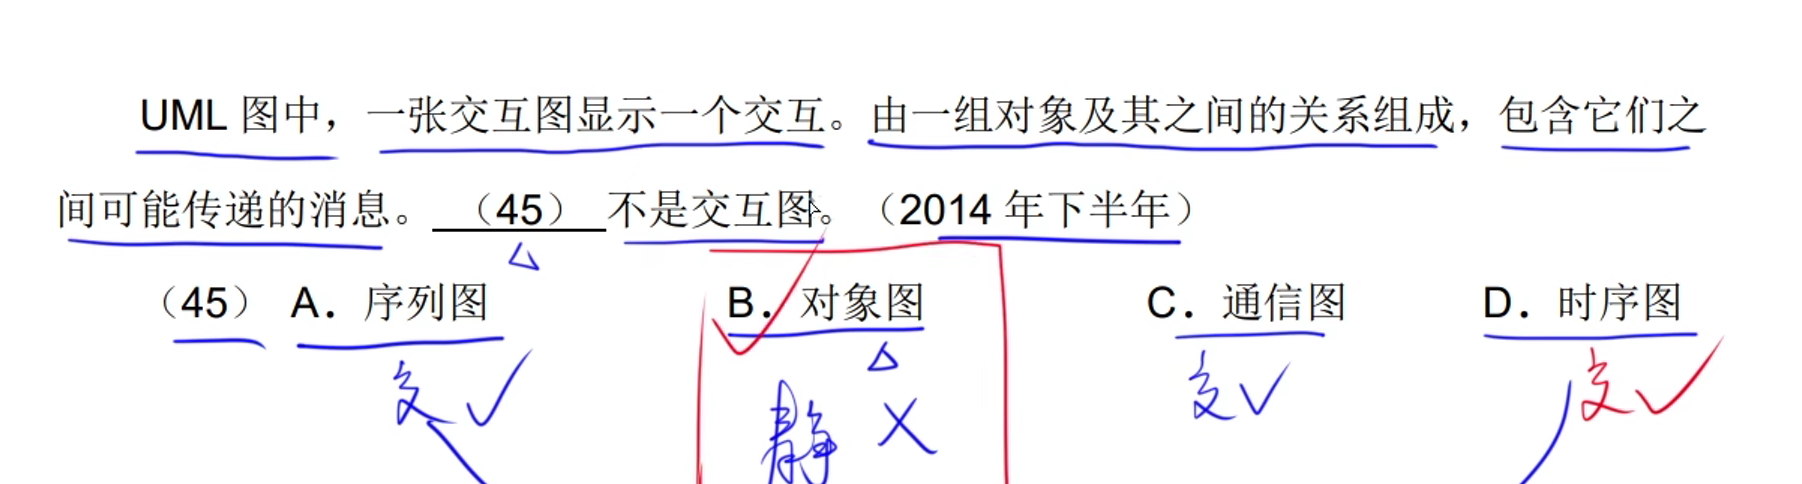 UML 图中，一张交互图显示一个交互。由一组对象及其之间的关系组成，包含它们之
间可能传递的消息。（45）不是交互图。（2014 年下半年）
（45） A．序列图 B．对象图 C．通信图 D．时序图
交 静 交 交